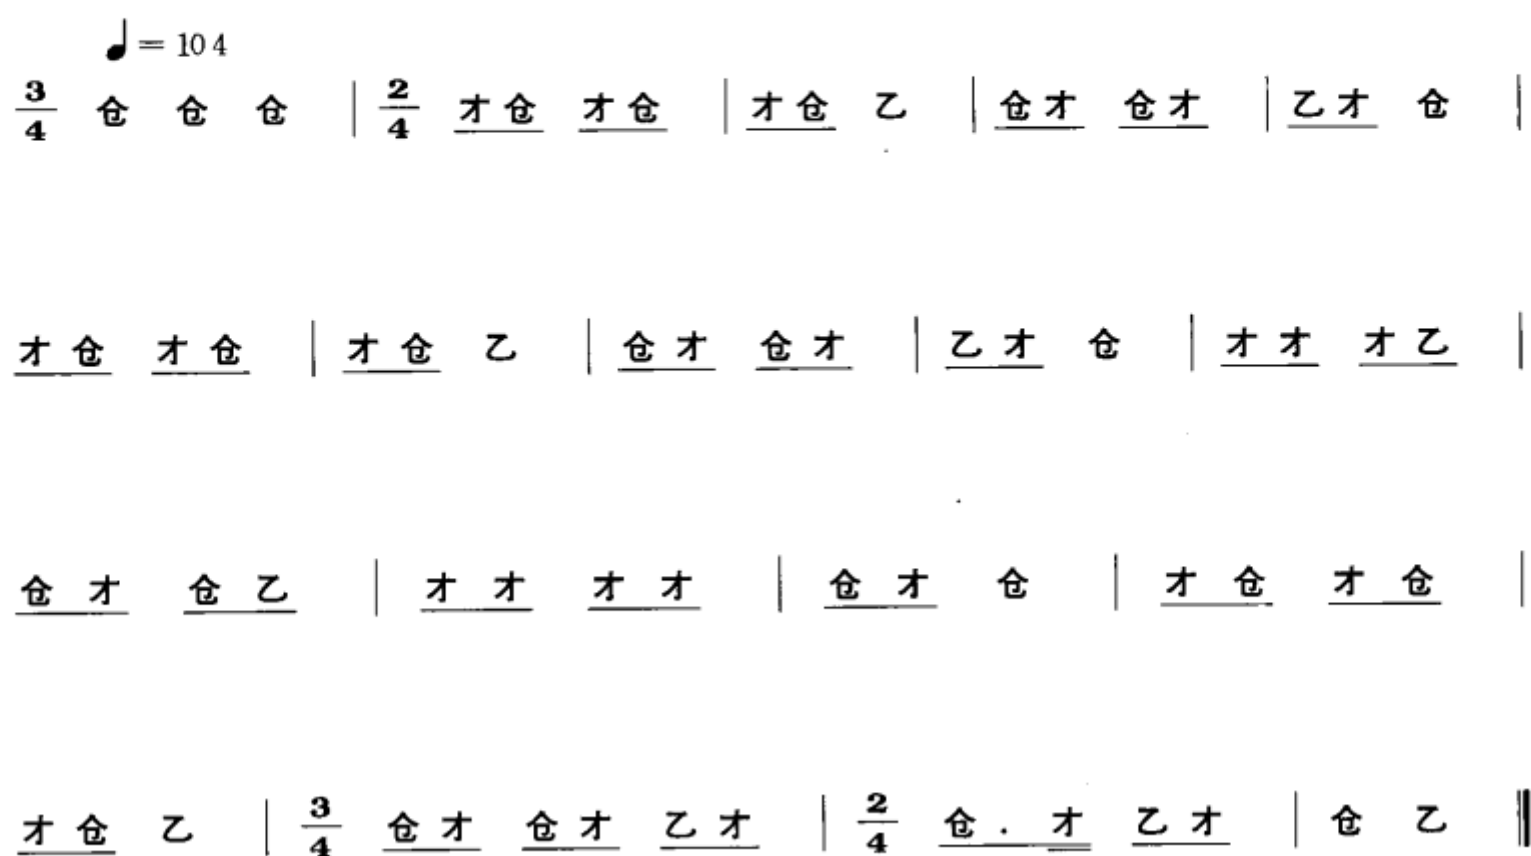 ♩= 104
3/4 仓 仓 仓 | 2/4 才仓 才仓 | 才仓 乙 | 仓才 仓才 | 乙才 仓 |
才仓 才仓 | 才仓 乙 | 仓才 仓才 | 乙才 仓 | 才才 才乙 |
仓才 仓乙 | 才才 才才 | 仓才 仓 | 才仓 才仓 |
才仓 乙 | 3/4 仓才 仓才 乙才 | 2/4 仓. 才 乙才 | 仓 乙 ‖